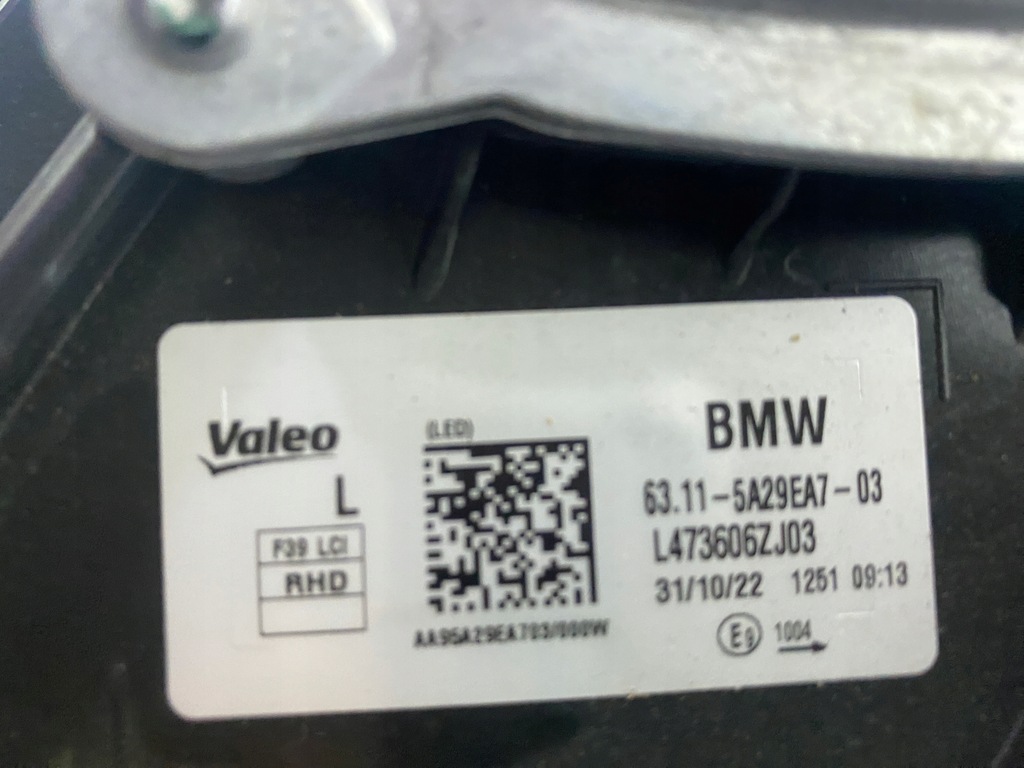 Valeo
L
F39 LCI
RHD
(LED)
AA95A29EA703/000W
BMW
63.11-5A29EA7-03
L473606ZJ03
31/10/22 1251 09:13
E9 1004